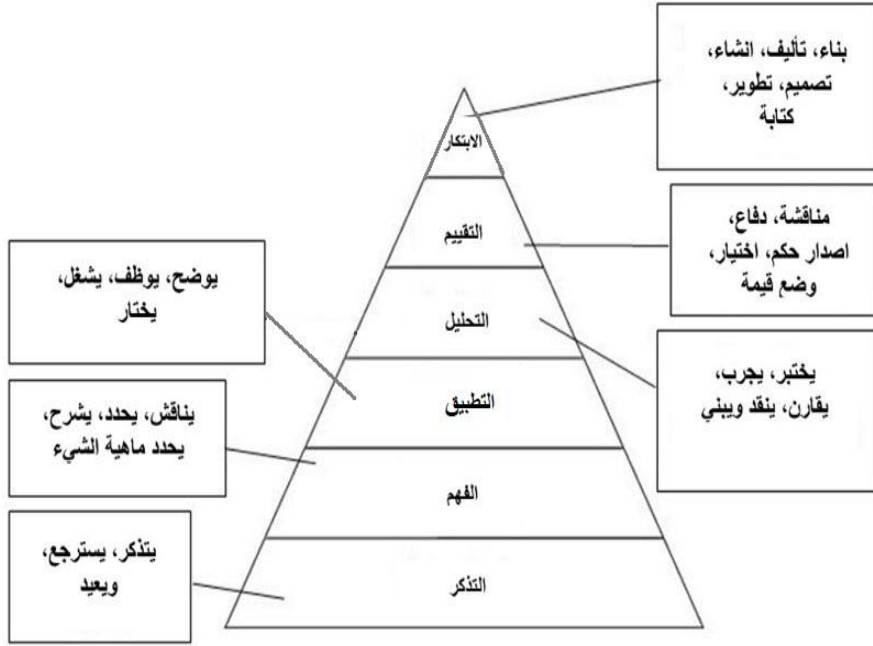 بناء، تأليف، انشاء،
تصميم، تطوير،
كتابة
الابتكار
مناقشة، دفاع،
اصدار حكم، اختيار،
وضع قيمة
التقييم
يوضح، يوظف، يشغل،
يختار
التحليل
يختبر، يجرب،
يقارن، ينقد ويبني
التطبيق
يناقش، يحدد، يشرح،
يحدد ماهية الشيء
الفهم
يتذكر، يسترجع،
ويعيد
التذكر